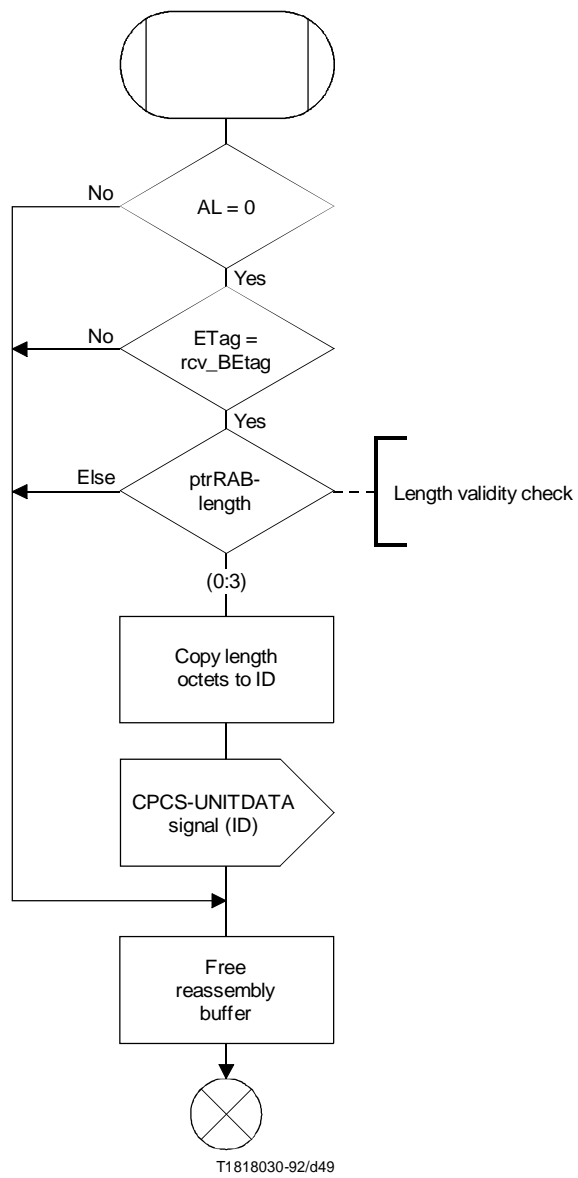 No
AL = 0
Yes
No
ETag =
rcv_BEtag
Yes
Else
ptrRAB-
length
Length validity check
(0:3)
Copy length
octets to ID
CPCS-UNITDATA
signal (ID)
Free
reassembly
buffer
T1818030-92/d49